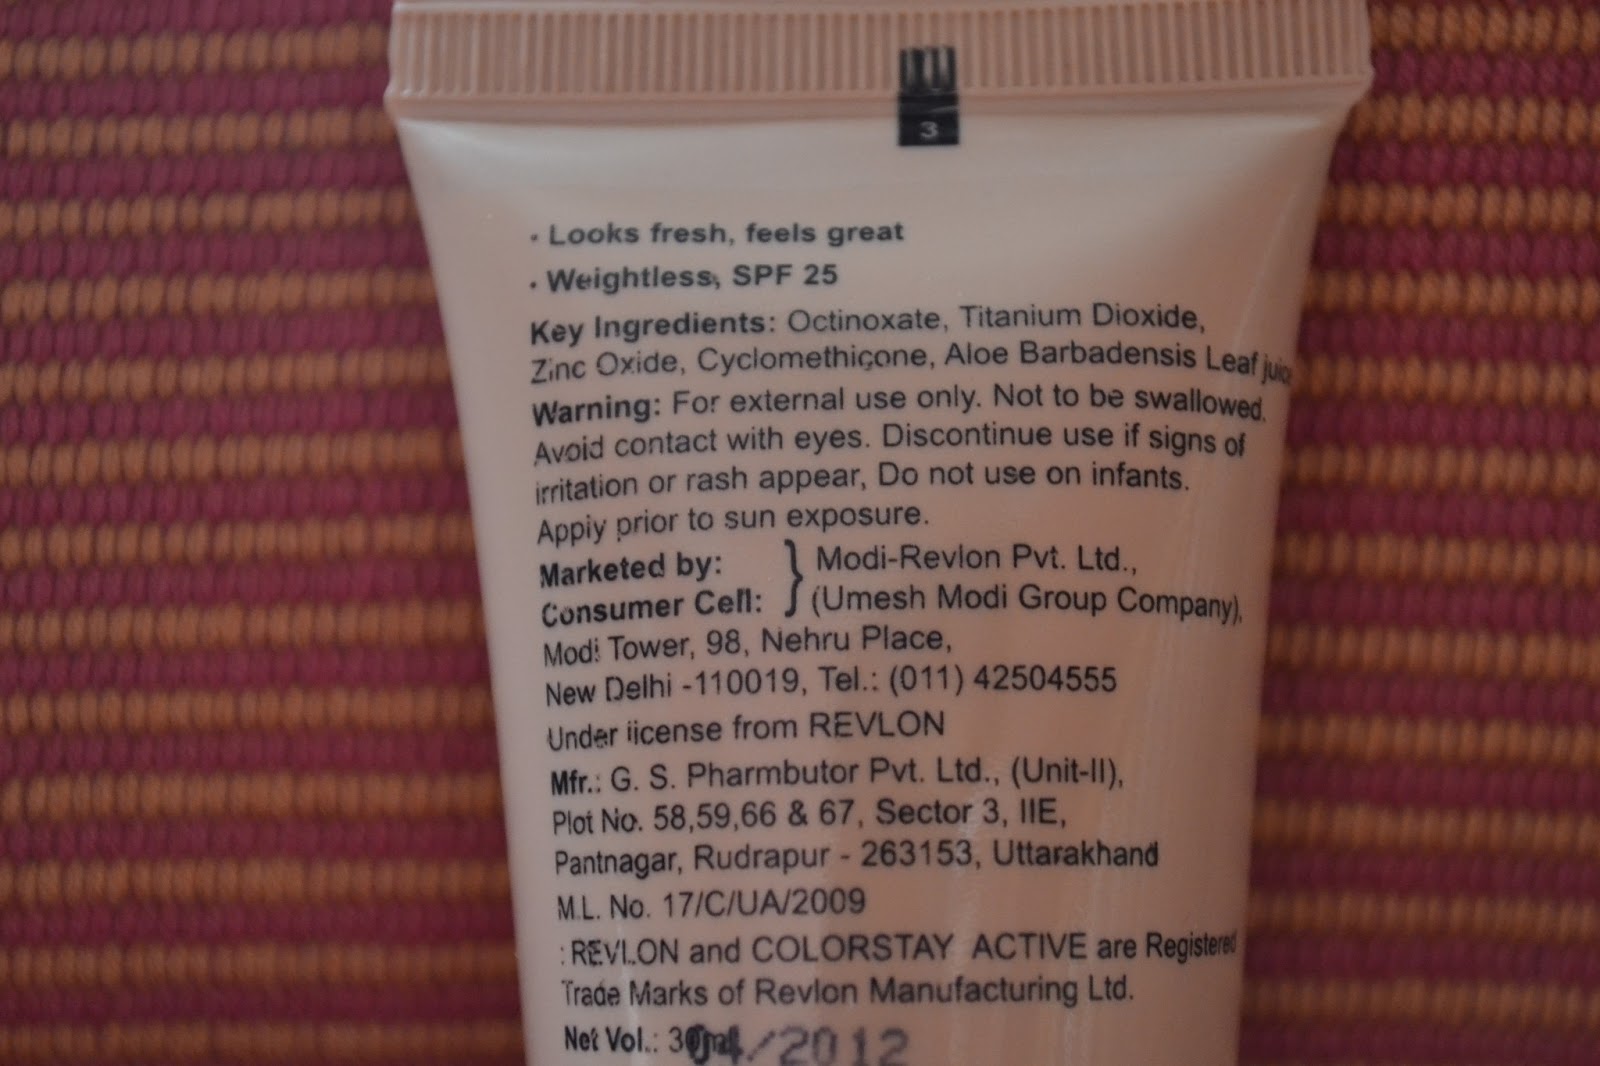 3
· Looks fresh, feels great
· Weightless, SPF 25
Key Ingredients: Octinoxate, Titanium Dioxide,
Zinc Oxide, Cyclomethicone, Aloe Barbadensis Leaf juice
Warning: For external use only. Not to be swallowed.
Avoid contact with eyes. Discontinue use if signs of
irritation or rash appear, Do not use on infants.
Apply prior to sun exposure.
Marketed by: } Modi-Revlon Pvt. Ltd.,
Consumer Cell: (Umesh Modi Group Company),
Modi Tower, 98, Nehru Place,
New Delhi -110019, Tel.: (011) 42504555
Under license from REVLON
Mfr.: G. S. Pharmbutor Pvt. Ltd., (Unit-II),
Plot No. 58,59,66 & 67, Sector 3, IIE,
Pantnagar, Rudrapur - 263153, Uttarakhand
M.L. No. 17/C/UA/2009
: REVLON and COLORSTAY ACTIVE are Registered
Trade Marks of Revlon Manufacturing Ltd.
Net Vol.: 30ml 04/2012